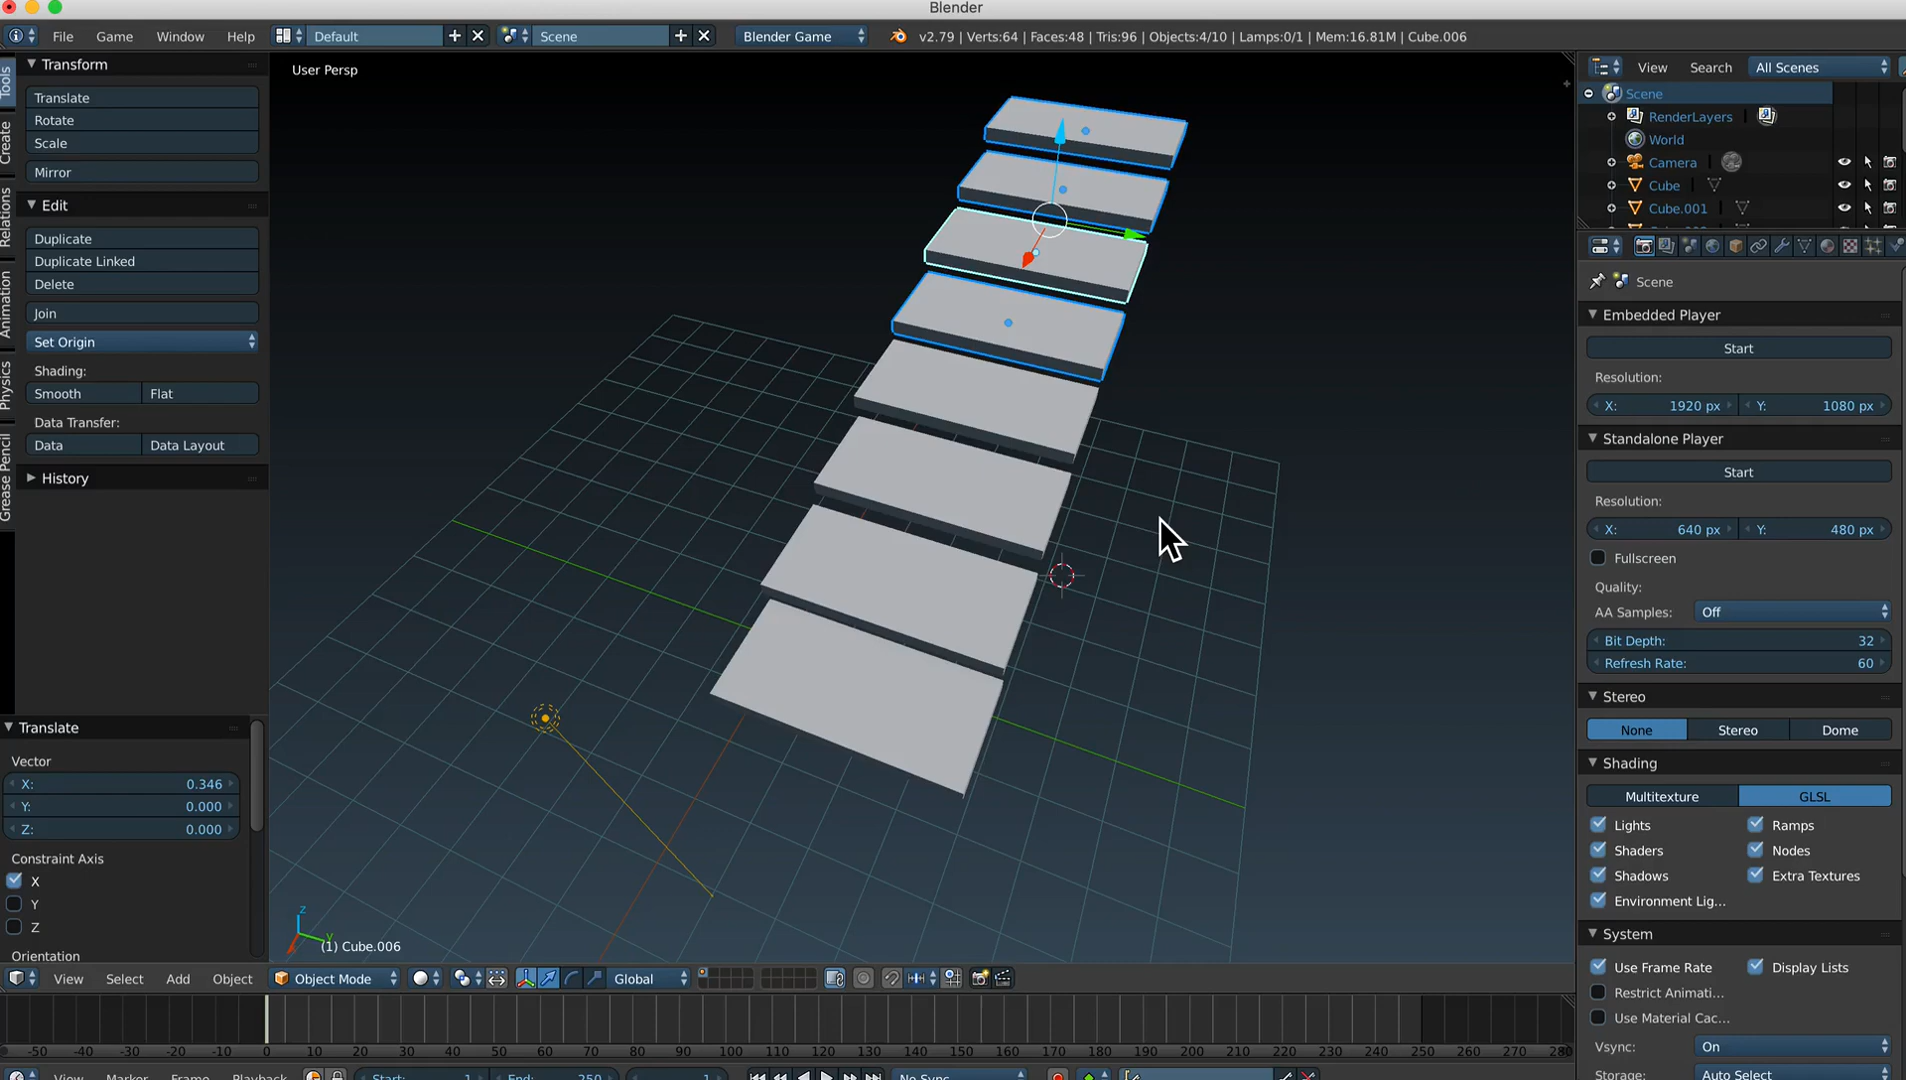 Blender
File Game Window Help Default Scene Blender Game v2.79 | Verts:64 | Faces:48 | Tris:96 | Objects:4/10 | Lamps:0/1 | Mem:16.81M | Cube.006
Tools
Create
Relations
Animation
Physics
Grease Pencil
Transform
Translate
Rotate
Scale
Mirror
Edit
Duplicate
Duplicate Linked
Delete
Join
Set Origin
Shading:
Smooth Flat
Data Transfer:
Data Data Layout
History
Translate
Vector
X: 0.346
Y: 0.000
Z: 0.000
Constraint Axis
X
Y
Z
Orientation
User Persp
z
y
(1) Cube.006
View Select Add Object Object Mode Global
-50 -40 -30 -20 -10 0 10 20 30 40 50 60 70 80 90 100 110 120 130 140 150 160 170 180 190 200 210 220 230 240 250 260 270 280
View Marker Frame Playback Start: 1 End: 250 1 No Sync
View Search All Scenes
Scene
RenderLayers
World
Camera
Cube
Cube.001
Scene
Embedded Player
Start
Resolution:
X: 1920 px Y: 1080 px
Standalone Player
Start
Resolution:
X: 640 px Y: 480 px
Fullscreen
Quality:
AA Samples: Off
Bit Depth: 32
Refresh Rate: 60
Stereo
None Stereo Dome
Shading
Multitexture GLSL
Lights Ramps
Shaders Nodes
Shadows Extra Textures
Environment Lig...
System
Use Frame Rate Display Lists
Restrict Animati...
Use Material Cac...
Vsync: On
Storage: Auto Select